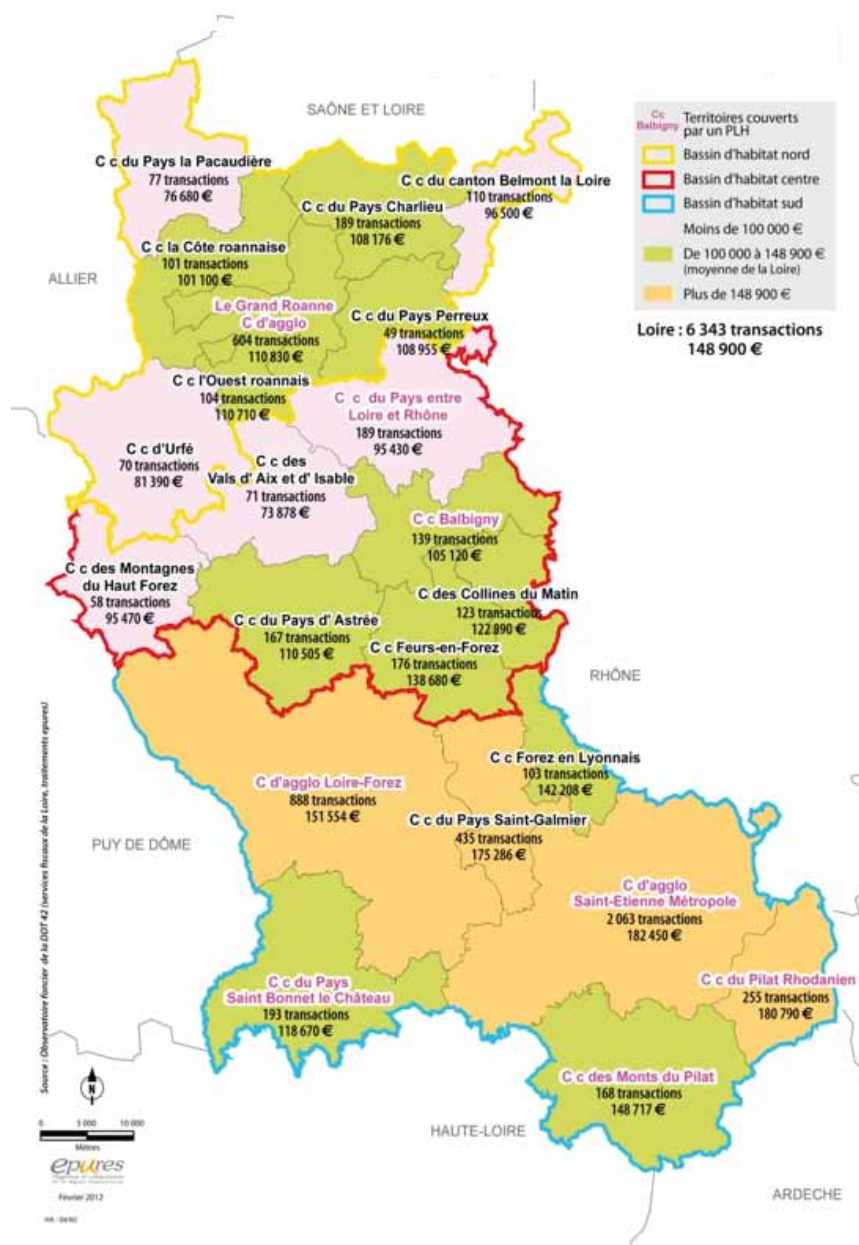 SAÔNE ET LOIRE
Cc
Balbigny
Territoires couverts
par un PLH
Bassin d'habitat nord
Bassin d'habitat centre
Bassin d'habitat sud
Moins de 100 000 €
De 100 000 à 148 900 €
(moyenne de la Loire)
Plus de 148 900 €
Loire : 6 343 transactions
148 900 €
C c du Pays la Pacaudière
77 transactions
76 680 €
C c du canton Belmont la Loire
110 transactions
96 500 €
C c du Pays Charlieu
189 transactions
108 176 €
C c la Côte roannaise
101 transactions
101 100 €
ALLIER
Le Grand Roanne
C d'agglo
604 transactions
110 830 €
C c du Pays Perreux
49 transactions
108 955 €
C c l'Ouest roannais
104 transactions
110 710 €
C c du Pays entre
Loire et Rhône
189 transactions
95 430 €
C c d'Urfé
70 transactions
81 390 €
C c des
Vals d' Aix et d' Isable
71 transactions
73 878 €
C c Balbigny
139 transactions
105 120 €
C c des Montagnes
du Haut Forez
58 transactions
95 470 €
C des Collines du Matin
123 transactions
122 890 €
C c du Pays d' Astrée
167 transactions
110 505 €
C c Feurs-en-Forez
176 transactions
138 680 €
RHÔNE
C c Forez en Lyonnais
103 transactions
142 208 €
C d'agglo Loire-Forez
888 transactions
151 554 €
C c du Pays Saint-Galmier
435 transactions
175 286 €
PUY DE DÔME
C d'agglo
Saint-Etienne Métropole
2 063 transactions
182 450 €
C c du Pilat Rhodanien
255 transactions
180 790 €
C c du Pays
Saint Bonnet le Château
193 transactions
118 670 €
C c des Monts du Pilat
168 transactions
148 717 €
HAUTE-LOIRE
ARDECHE
Source : Observatoire foncier de la DDT 42 (services fiscaux de la Loire, traitements epures)
N
0 5 000 10 000
Mètres
epures
Février 2012